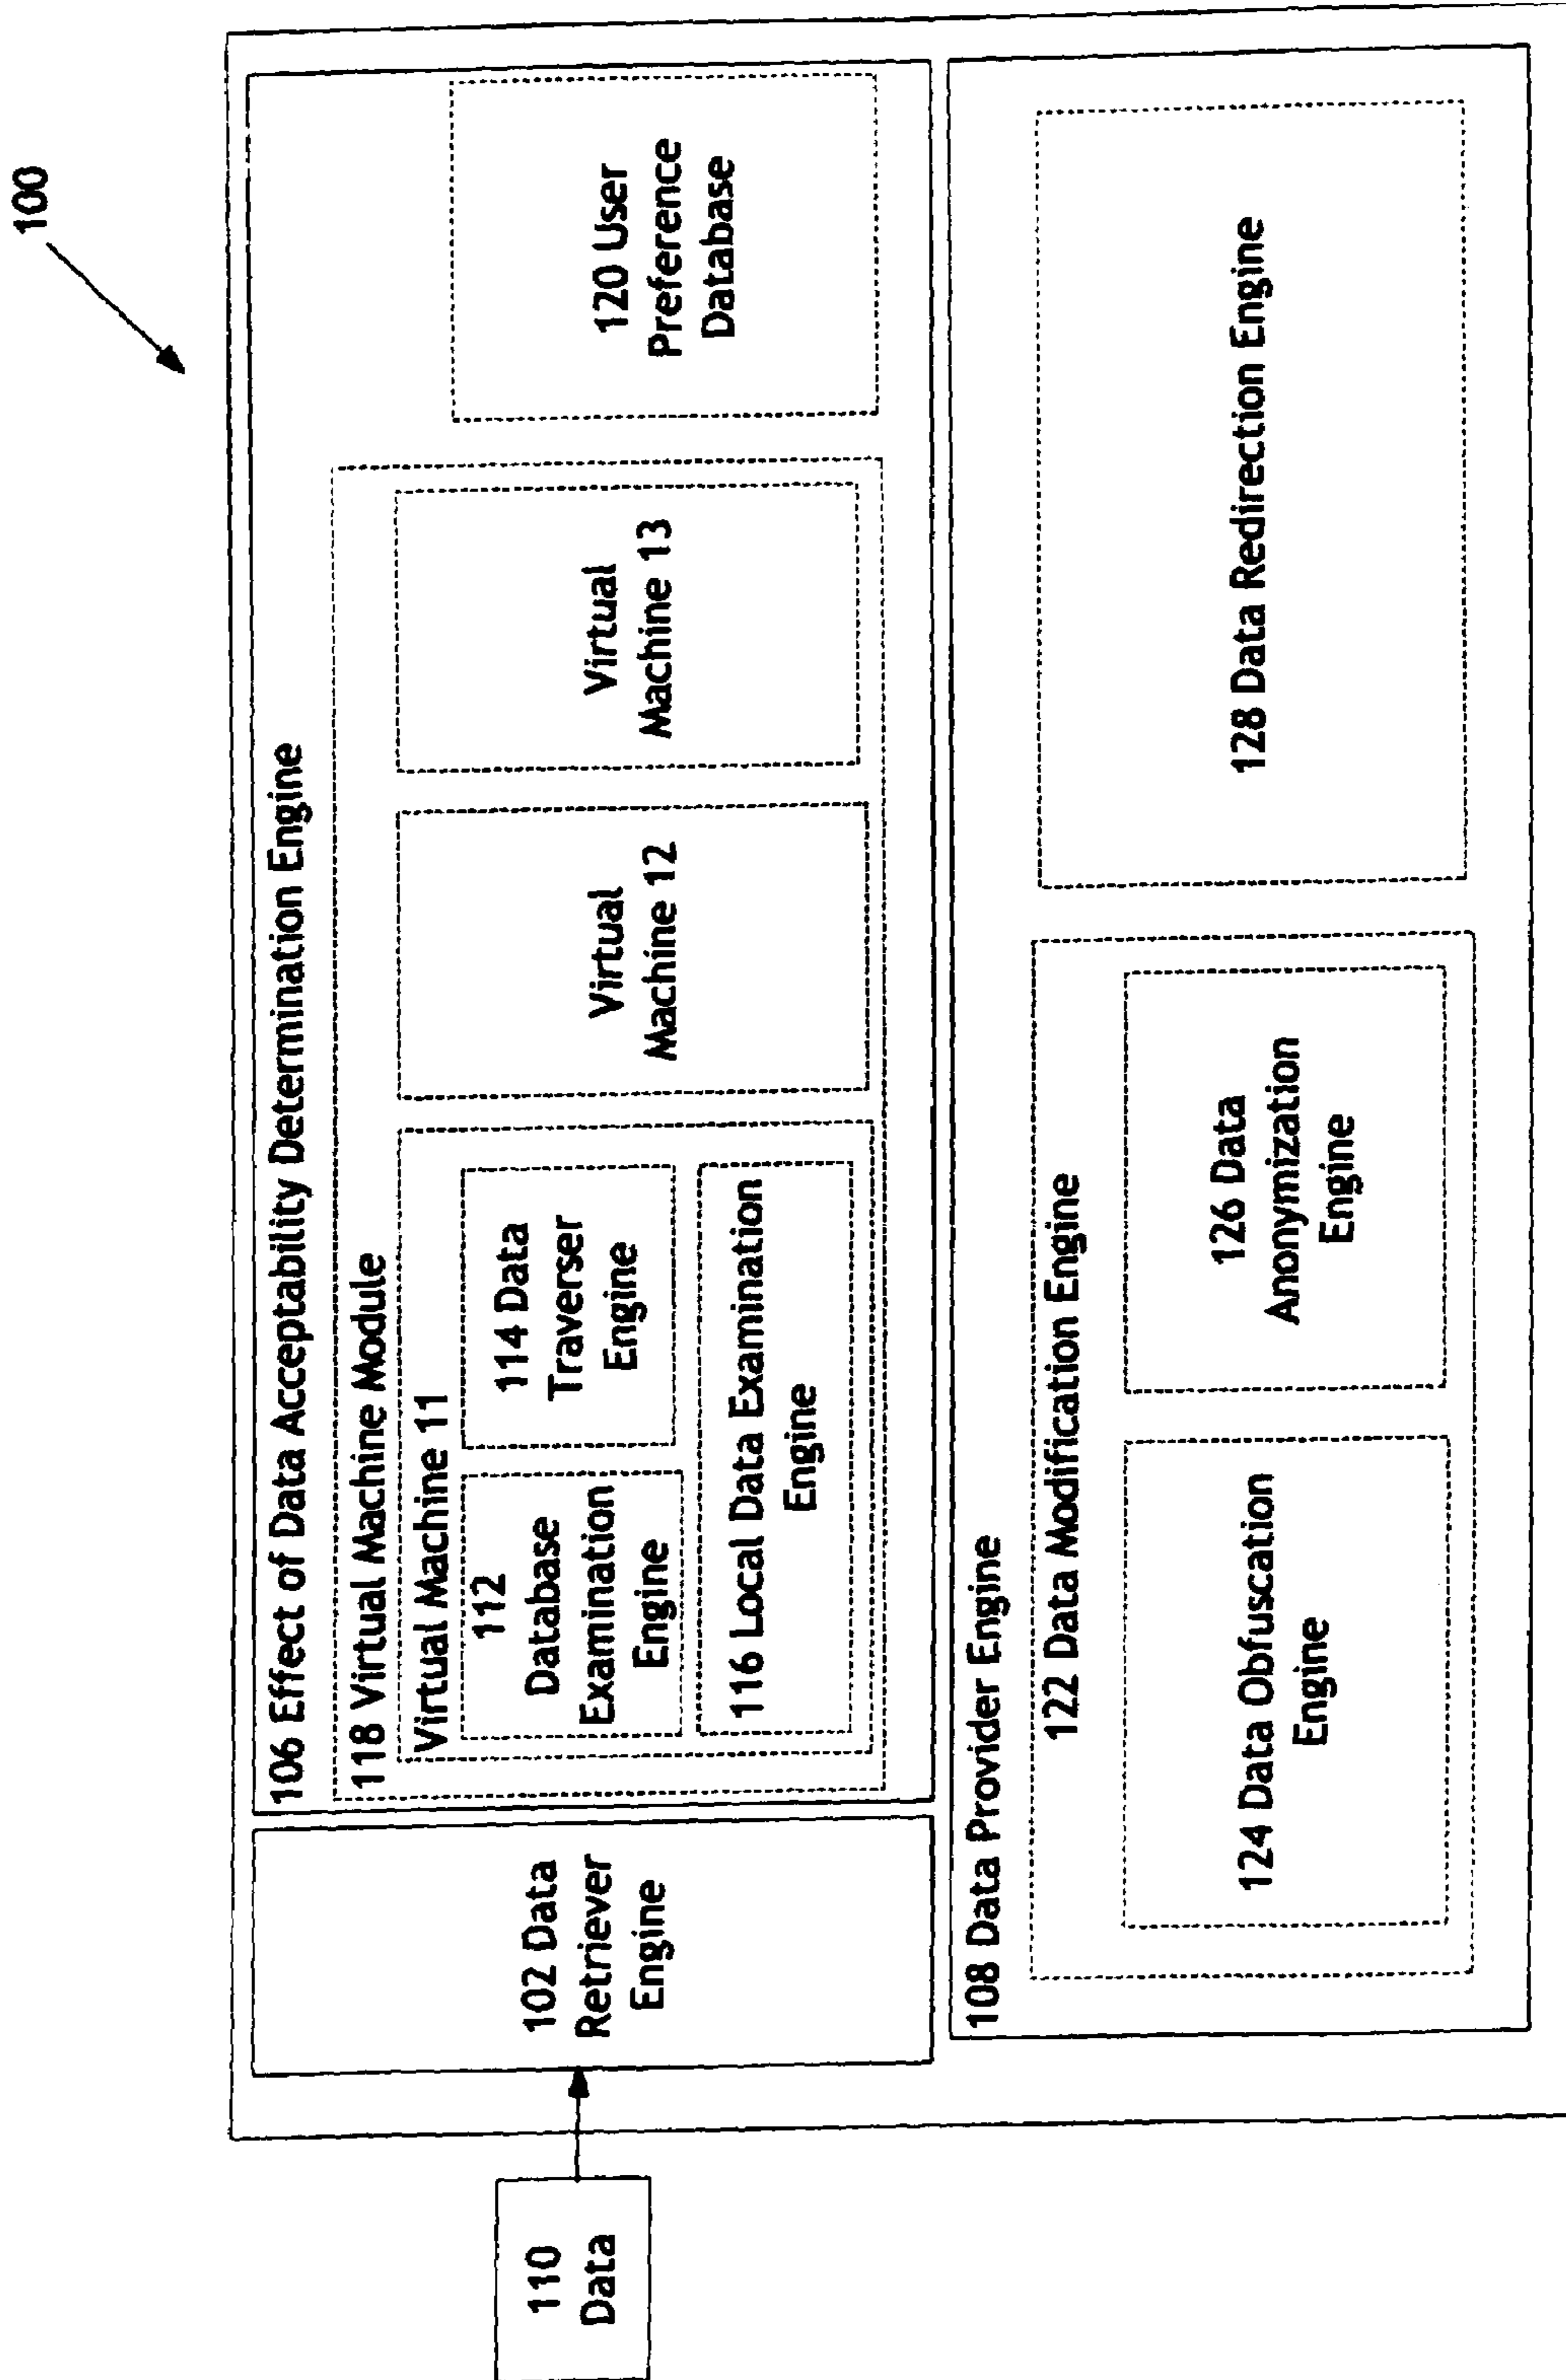 100
110
Data
102 Data
Retriever
Engine
106 Effect of Data Acceptability Determination Engine
118 Virtual Machine Module
Virtual Machine 11
112
Database
Examination
Engine
114 Data
Traverser
Engine
116 Local Data Examination
Engine
Virtual
Machine 12
Virtual
Machine 13
120 User
Preference
Database
108 Data Provider Engine
122 Data Modification Engine
124 Data Obfuscation
Engine
126 Data
Anonymization
Engine
128 Data Redirection Engine